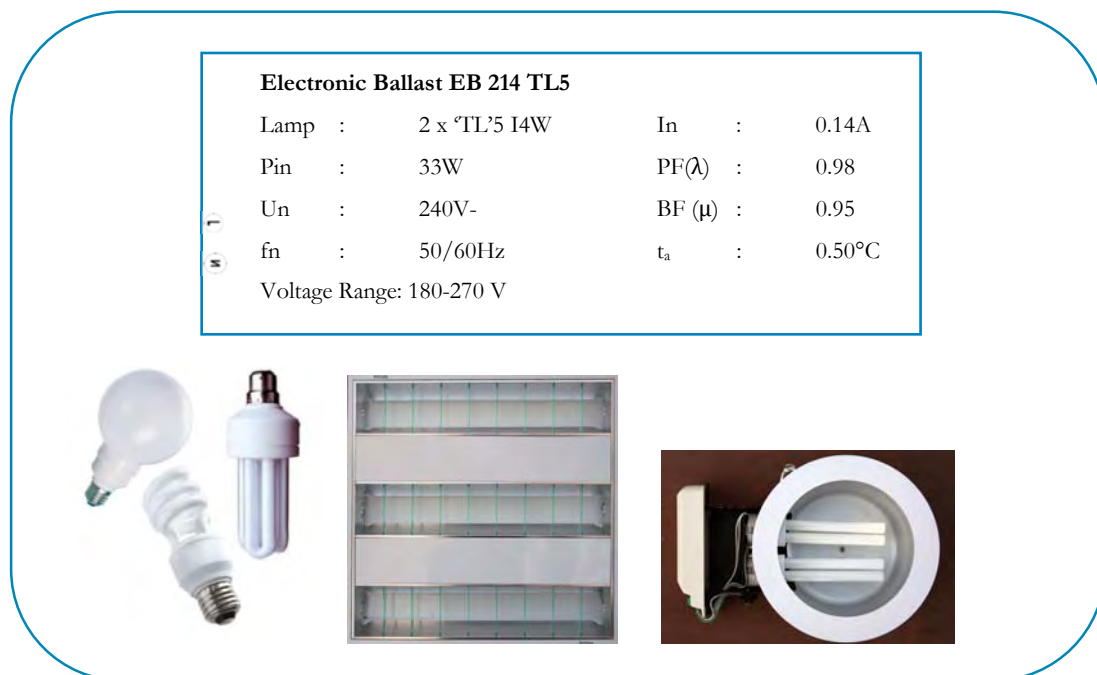 Electronic Ballast EB 214 TL5
Lamp : 2 x ‘TL’5 I4W In : 0.14A
Pin : 33W PF(λ) : 0.98
Un : 240V- BF (μ) : 0.95
fn : 50/60Hz tₐ : 0.50°C
Voltage Range: 180-270 V